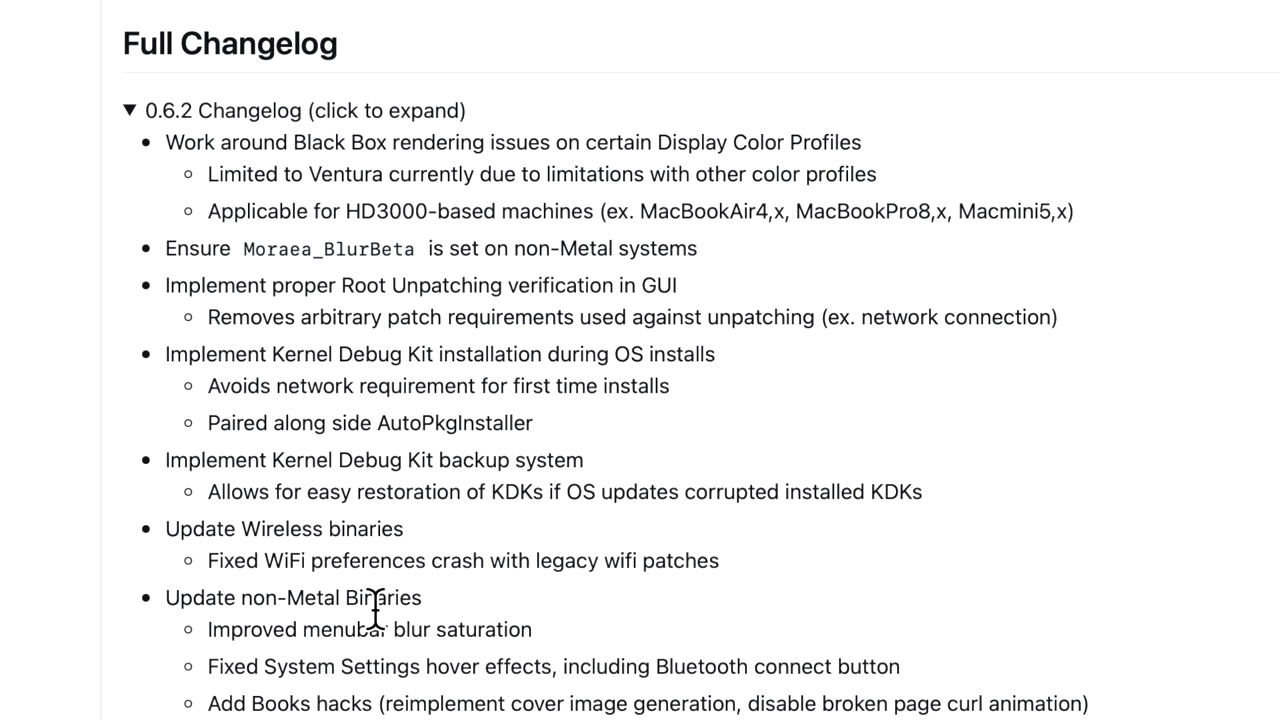 Full Changelog
▼ 0.6.2 Changelog (click to expand)
• Work around Black Box rendering issues on certain Display Color Profiles
◦ Limited to Ventura currently due to limitations with other color profiles
◦ Applicable for HD3000-based machines (ex. MacBookAir4,x, MacBookPro8,x, Macmini5,x)
• Ensure Moraea_BlurBeta is set on non-Metal systems
• Implement proper Root Unpatching verification in GUI
◦ Removes arbitrary patch requirements used against unpatching (ex. network connection)
• Implement Kernel Debug Kit installation during OS installs
◦ Avoids network requirement for first time installs
◦ Paired along side AutoPkgInstaller
• Implement Kernel Debug Kit backup system
◦ Allows for easy restoration of KDKs if OS updates corrupted installed KDKs
• Update Wireless binaries
◦ Fixed WiFi preferences crash with legacy wifi patches
• Update non-Metal Binaries
◦ Improved menubar blur saturation
◦ Fixed System Settings hover effects, including Bluetooth connect button
◦ Add Books hacks (reimplement cover image generation, disable broken page curl animation)